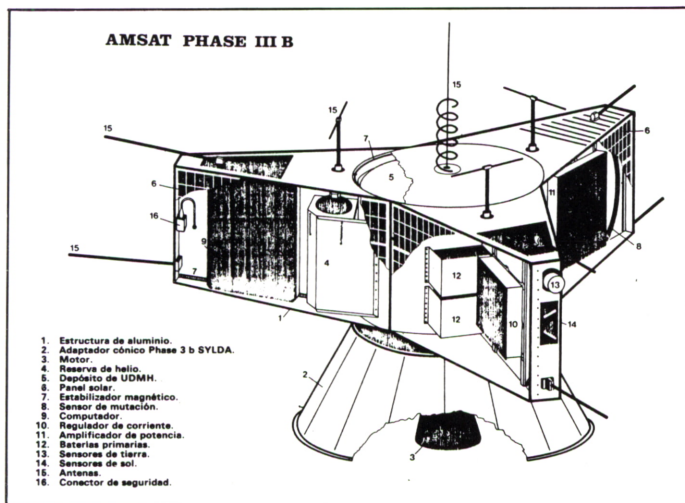 AMSAT PHASE III B
15
15
15
7
6
5
6
11
16
9
8
4
15
12
7
13
12
10
14
1
2
3
1. Estructura de aluminio.
2. Adaptador cónico Phase 3 b SYLDA.
3. Motor.
4. Reserva de helio.
5. Depósito de UDMH.
6. Panel solar.
7. Estabilizador magnético.
8. Sensor de mutación.
9. Computador.
10. Regulador de corriente.
11. Amplificador de potencia.
12. Baterías primarias.
13. Sensores de tierra.
14. Sensores de sol.
15. Antenas.
16. Conector de seguridad.